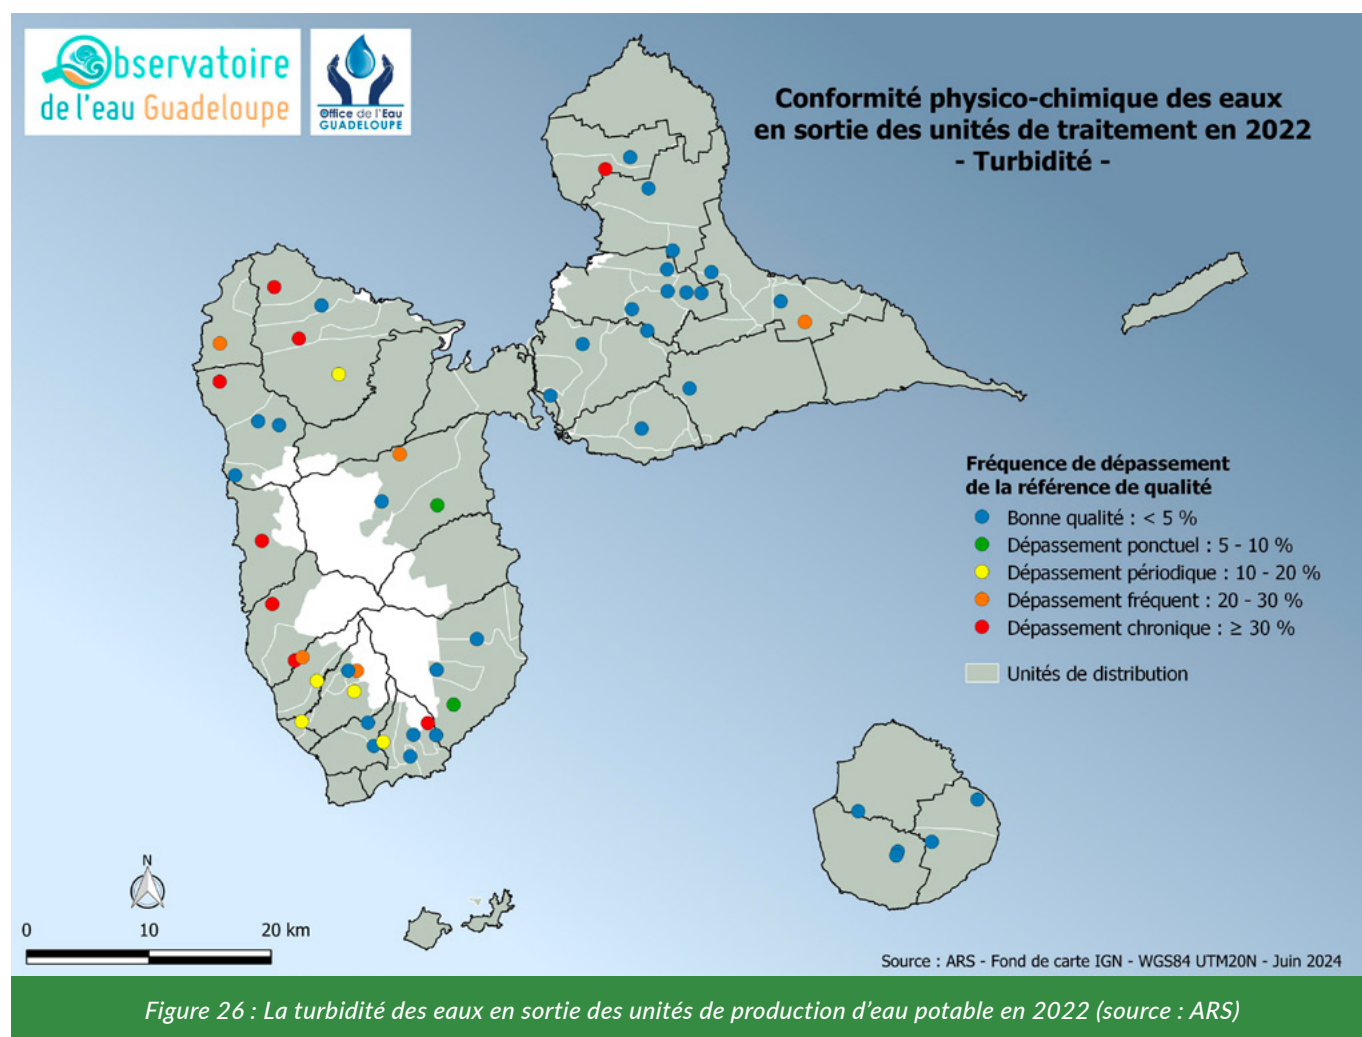 Observatoire
de l'eau Guadeloupe
Office de l'Eau
GUADELOUPE
Conformité physico-chimique des eaux
en sortie des unités de traitement en 2022
- Turbidité -
Fréquence de dépassement
de la référence de qualité
Bonne qualité : < 5 %
Dépassement ponctuel : 5 - 10 %
Dépassement périodique : 10 - 20 %
Dépassement fréquent : 20 - 30 %
Dépassement chronique : ≥ 30 %
Unités de distribution
N
0 10 20 km
Source : ARS - Fond de carte IGN - WGS84 UTM20N - Juin 2024
Figure 26 : La turbidité des eaux en sortie des unités de production d’eau potable en 2022 (source : ARS)